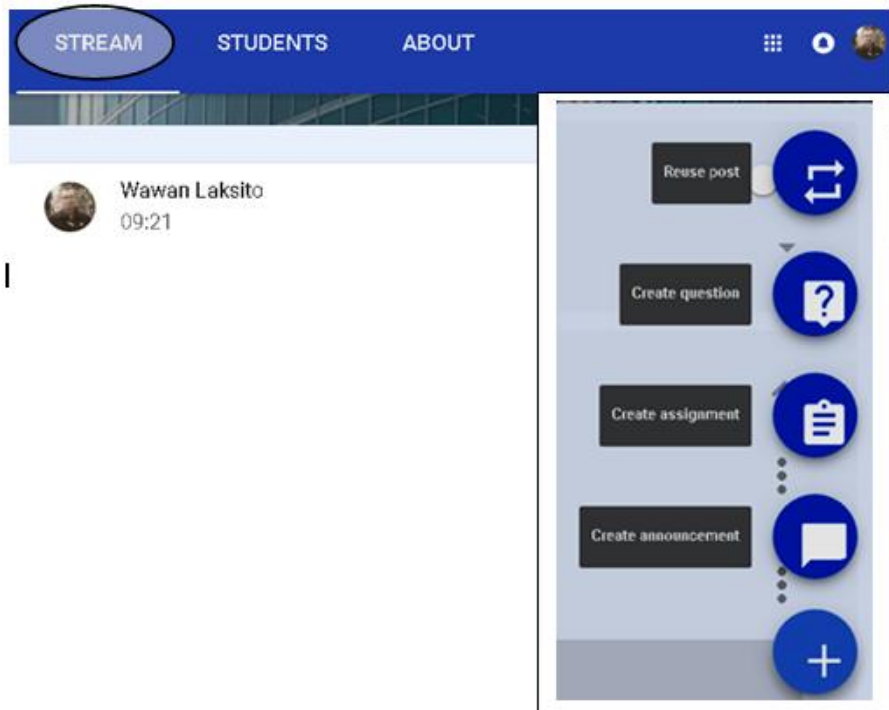 STREAM STUDENTS ABOUT
Wawan Laksito
09:21
Reuse post
Create question
Create assignment
Create announcement